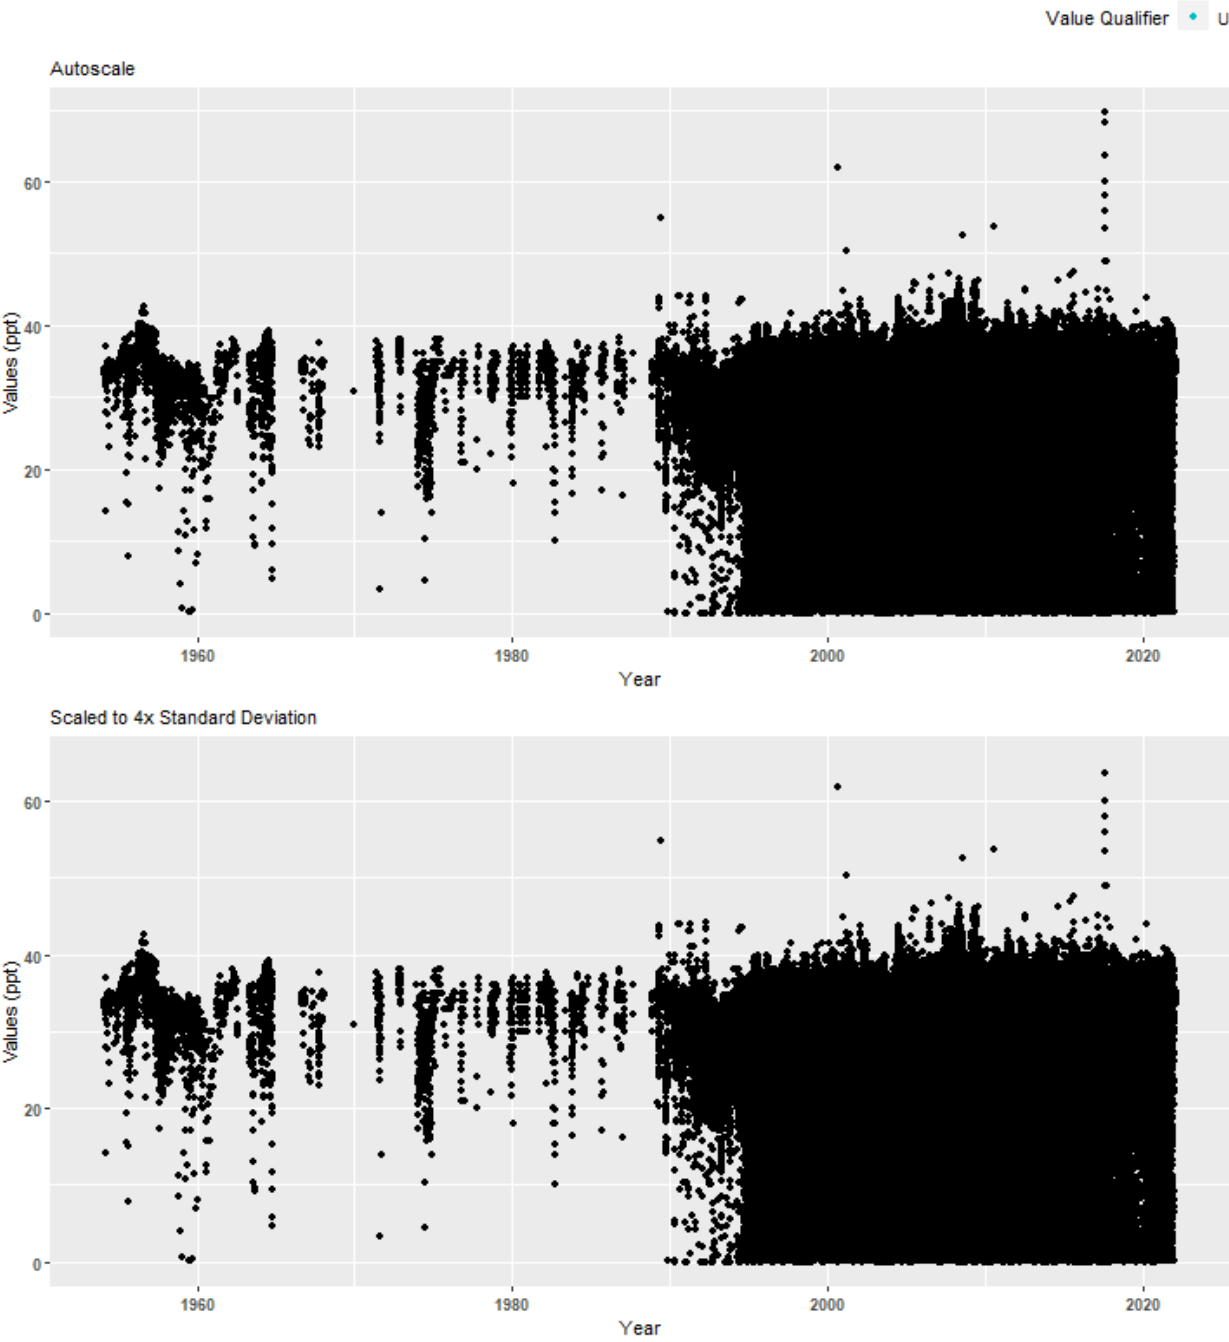 Value Qualifier U
Autoscale
60
40
20
0
Values (ppt)
1960 1980 2000 2020
Year
Scaled to 4x Standard Deviation
60
40
20
0
Values (ppt)
1960 1980 2000 2020
Year